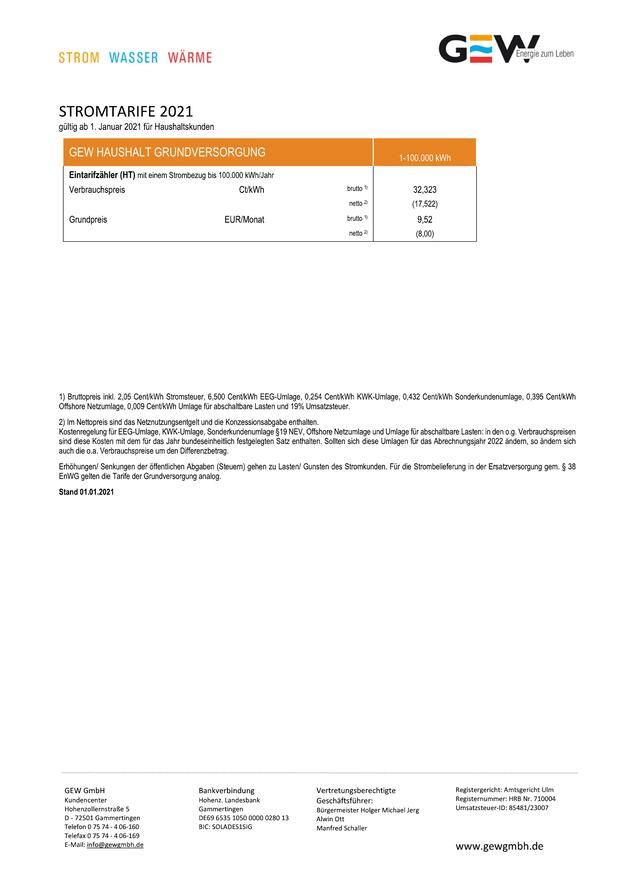 STROM WASSER WÄRME
GEW Energie zum Leben
STROMTARIFE 2021
gültig ab 1. Januar 2021 für Haushaltskunden
GEW HAUSHALT GRUNDVERSORGUNG 1-100.000 kWh
Eintarifzähler (HT) mit einem Strombezug bis 100.000 kWh/Jahr
Verbrauchspreis Ct/kWh brutto 1) 32,323
netto 2) (17,522)
Grundpreis EUR/Monat brutto 1) 9,52
netto 2) (8,00)
1) Bruttopreis inkl. 2,05 Cent/kWh Stromsteuer, 6,500 Cent/kWh EEG-Umlage, 0,254 Cent/kWh KWK-Umlage, 0,432 Cent/kWh Sonderkundenumlage, 0,395 Cent/kWh
Offshore Netzumlage, 0,009 Cent/kWh Umlage für abschaltbare Lasten und 19% Umsatzsteuer.
2) Im Nettopreis sind das Netznutzungsentgelt und die Konzessionsabgabe enthalten.
Kostenregelung für EEG-Umlage, KWK-Umlage, Sonderkundenumlage §19 NEV, Offshore Netzumlage und Umlage für abschaltbare Lasten: in den o.g. Verbrauchspreisen
sind diese Kosten mit dem für das Jahr bundeseinheitlich festgelegten Satz enthalten. Sollten sich diese Umlagen für das Abrechnungsjahr 2022 ändern, so ändern sich
auch die o.a. Verbrauchspreise um den Differenzbetrag.
Erhöhungen/ Senkungen der öffentlichen Abgaben (Steuern) gehen zu Lasten/ Gunsten des Stromkunden. Für die Strombelieferung in der Ersatzversorgung gem. § 38
EnWG gelten die Tarife der Grundversorgung analog.
Stand 01.01.2021
GEW GmbH
Kundencenter
Hohenzollernstraße 5
D - 72501 Gammertingen
Telefon 0 75 74 - 4 06-160
Telefax 0 75 74 - 4 06-169
E-Mail: info@gewgmbh.de
Bankverbindung
Hohenz. Landesbank
Gammertingen
DE69 6535 1050 0000 0280 13
BIC: SOLADES1SIG
Vertretungsberechtigte
Geschäftsführer:
Bürgermeister Holger Michael Jerg
Alwin Ott
Manfred Schaller
Registergericht: Amtsgericht Ulm
Registernummer: HRB Nr. 710004
Umsatzsteuer-ID: 85481/23007
www.gewgmbh.de